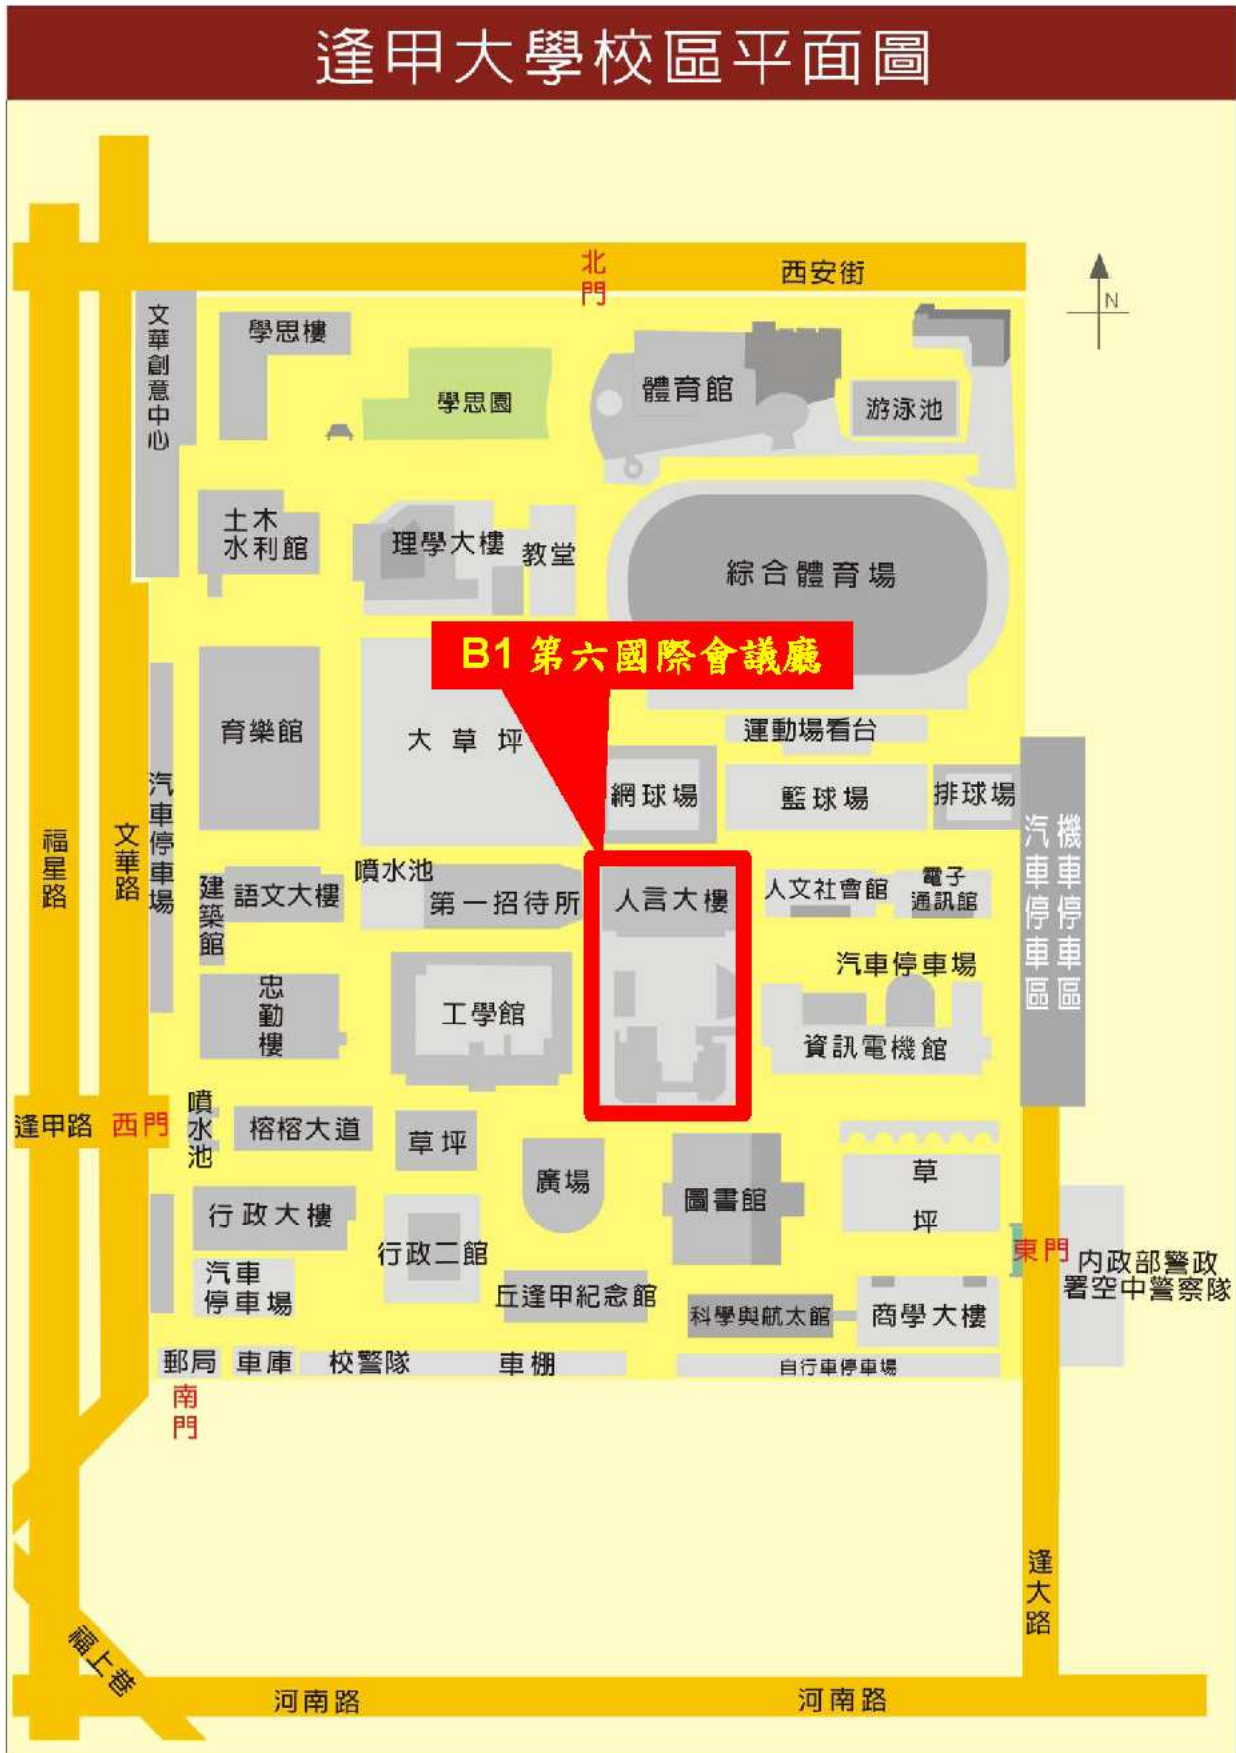 逢甲大學校區平面圖
北門
西安街
N
文華創意中心
學思樓
學思園
體育館
游泳池
土木
水利館
理學大樓
教堂
綜合體育場
B1 第六國際會議廳
育樂館
大草坪
運動場看台
網球場
籃球場
排球場
汽車停車場
福星路
文華路
機車停車區
汽車停車區
噴水池
建築館
語文大樓
第一招待所
人言大樓
人文社會館
電子
通訊館
汽車停車場
忠勤樓
工學館
資訊電機館
逢甲路
西門
噴水池
榕榕大道
草坪
廣場
圖書館
草坪
行政大樓
行政二館
東門
內政部警政
署空中警察隊
汽車
停車場
丘逢甲紀念館
科學與航太館
商學大樓
郵局
車庫
校警隊
車棚
自行車停車場
南門
逢大路
福上巷
河南路
河南路